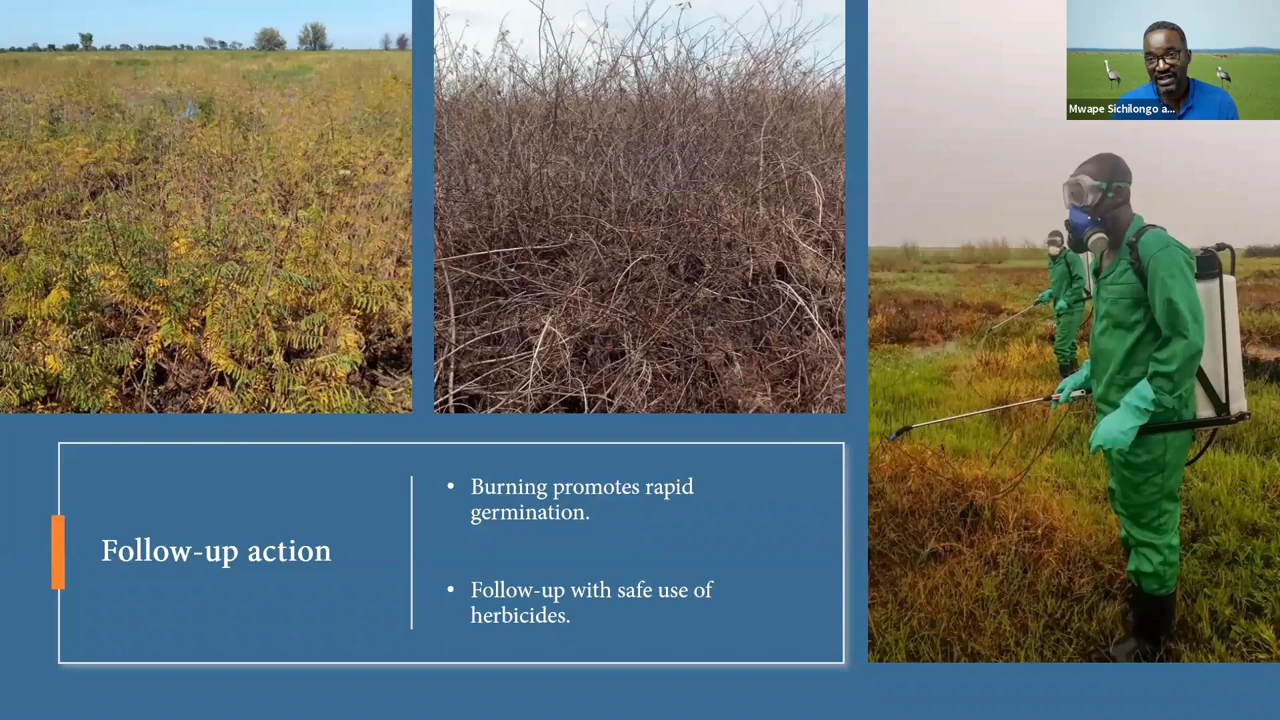 Mwape Sichilongo a...
Follow-up action
• Burning promotes rapid
germination.
• Follow-up with safe use of
herbicides.